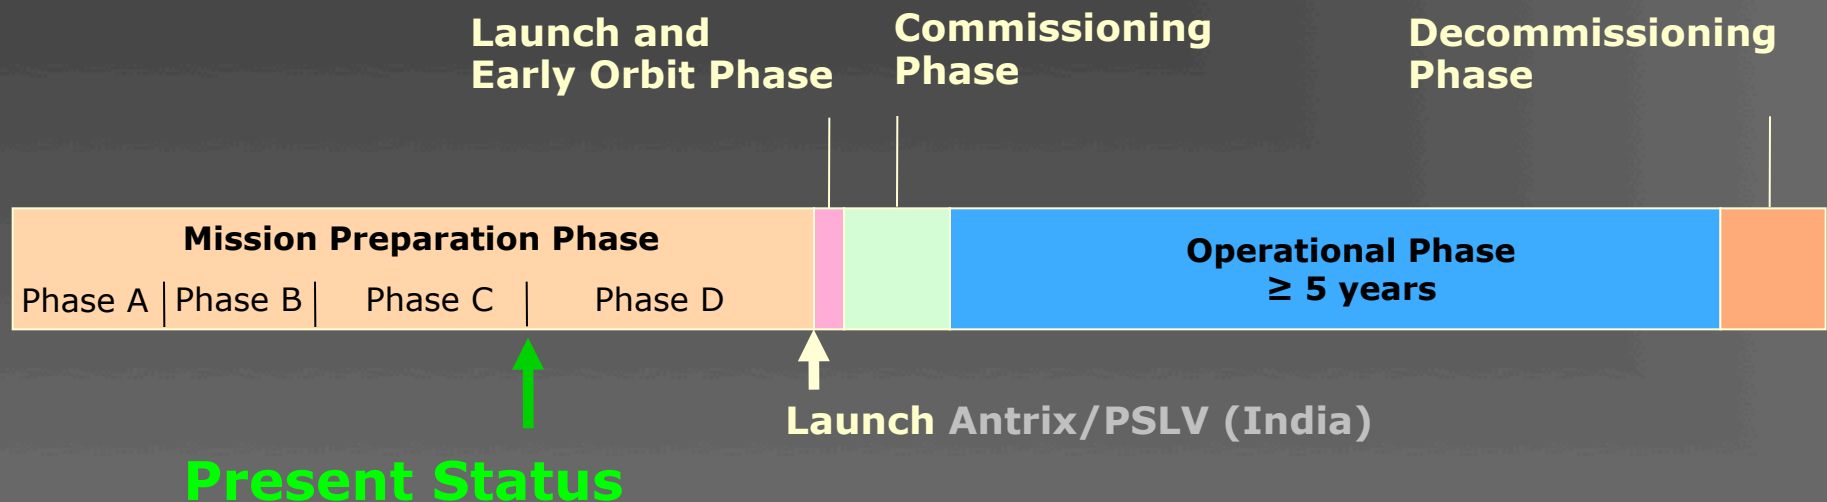 Launch and
Early Orbit Phase
Commissioning
Phase
Decommissioning
Phase
Mission Preparation Phase
Phase A
Phase B
Phase C
Phase D
Operational Phase
≥ 5 years
Launch Antrix/PSLV (India)
Present Status